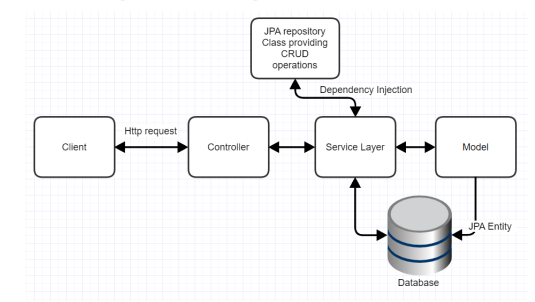 JPA repository
Class providing
CRUD
operations
Dependency Injection
Http request
Client
Controller
Service Layer
Model
JPA Entity
Database